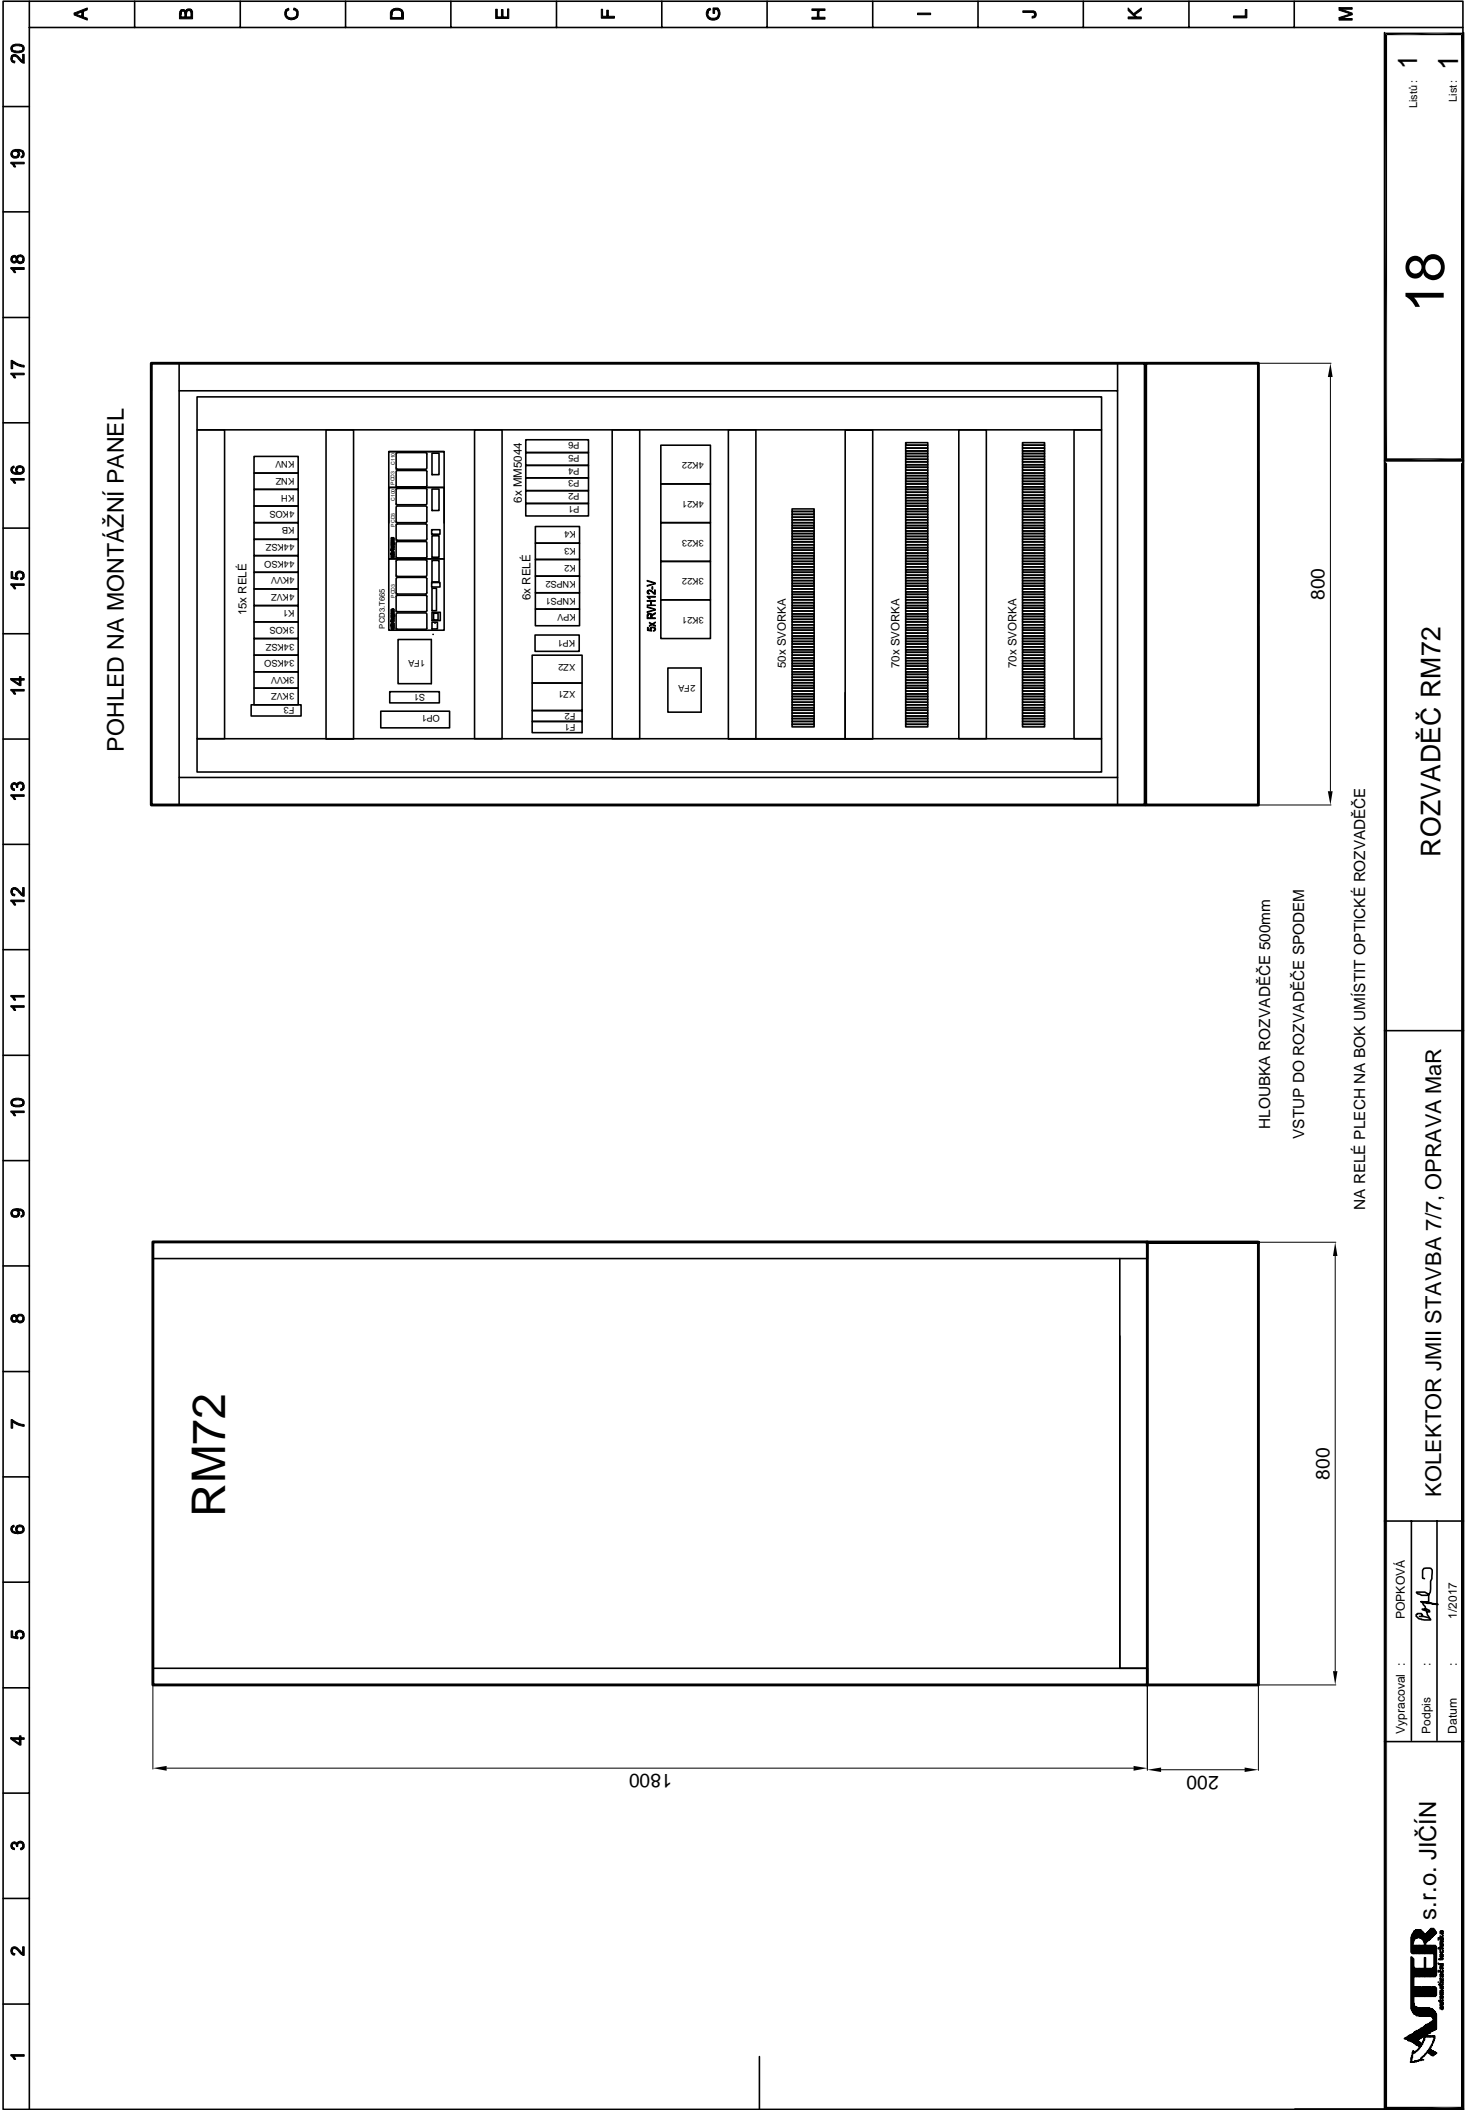 1 2 3 4 5 6 7 8 9 10 11 12 13 14 15 16 17 18 19 20
A
B
C
D
E
F
G
H
I
J
K
L
M
RM72
1800
200
800
POHLED NA MONTÁŽNÍ PANEL
15x RELÉ
F3 3KVZ 3KVV 34KSO 34KSZ 3KOS K1 4KVZ 4KVV 44KSO 44KSZ KB 4KOS KH KNZ KNV
PCD3.T665
OP1 S1 1FA
PCD3 PCD3 PCD3
6x RELÉ
6x MM5044
F1 F2 XZ1 XZ2 KP1 KPV KNPS1 KNPS2 K2 K3 K4 P1 P2 P3 P4 P5 P6
5x RVH12-V
2FA 3K21 3K22 3K23 4K21 4K22
50x SVORKA
70x SVORKA
70x SVORKA
800
HLOUBKA ROZVADĚČE 500mm
VSTUP DO ROZVADĚČE SPODEM
NA RELÉ PLECH NA BOK UMÍSTIT OPTICKÉ ROZVADĚČE
ASTER s.r.o. JIČÍN
automatizační technika
Vypracoval : POPKOVÁ
Podpis :
Datum : 1/2017
KOLEKTOR JMII STAVBA 7/7, OPRAVA MaR
ROZVADĚČ RM72
18
Listů : 1
List : 1